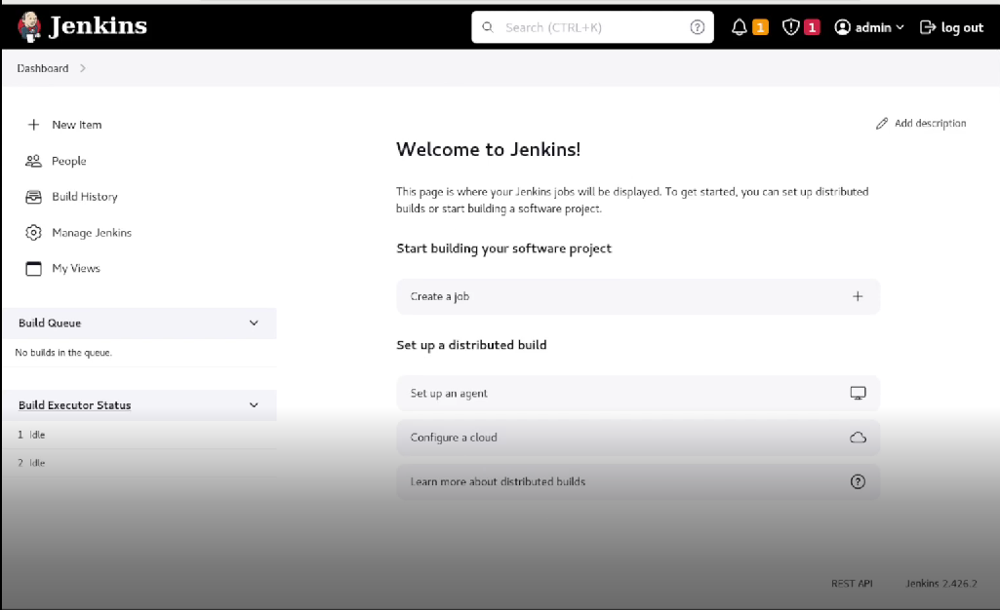 Jenkins
Search (CTRL+K)
1
1
admin
log out
Dashboard
New Item
People
Build History
Manage Jenkins
My Views
Build Queue
No builds in the queue.
Build Executor Status
1 Idle
2 Idle
Add description
Welcome to Jenkins!
This page is where your Jenkins jobs will be displayed. To get started, you can set up distributed
builds or start building a software project.
Start building your software project
Create a job
Set up a distributed build
Set up an agent
Configure a cloud
Learn more about distributed builds
REST API
Jenkins 2.426.2